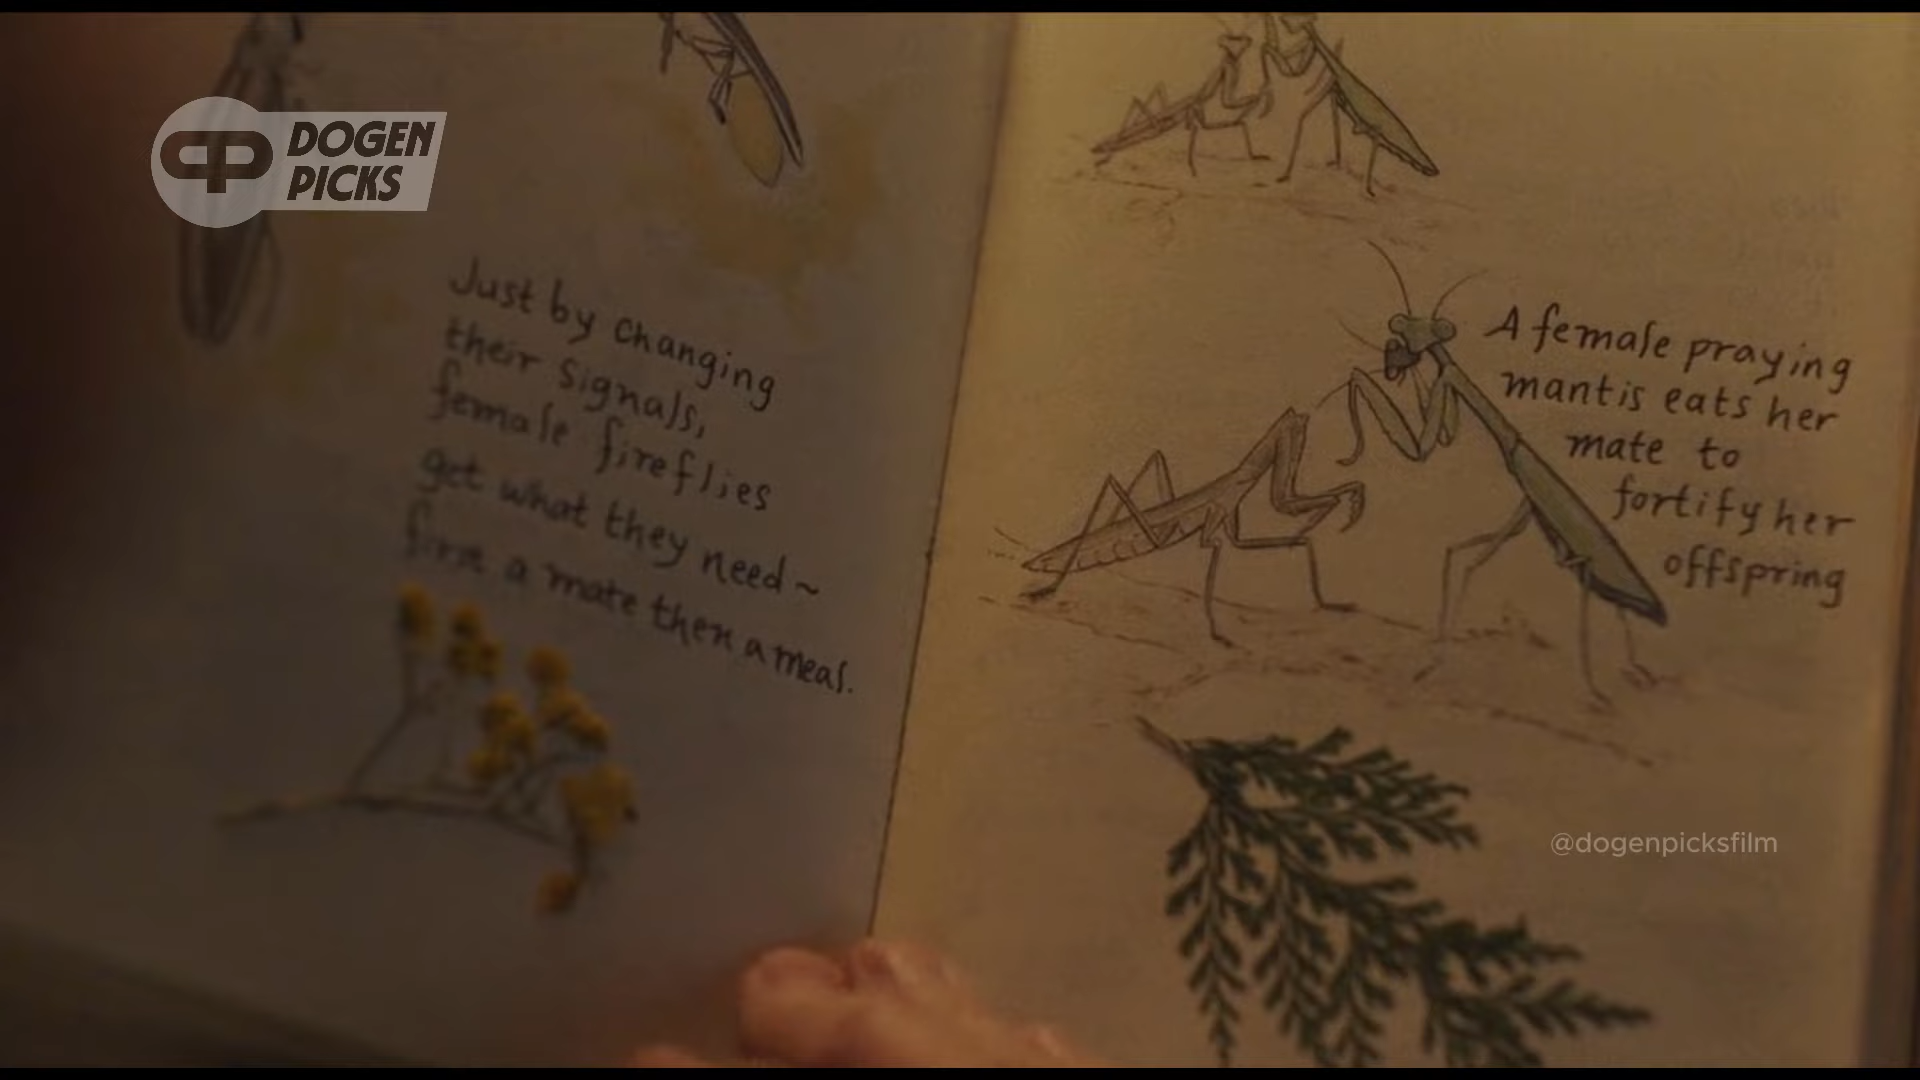 DOGEN
PICKS
Just by changing
their signals,
female fireflies
get what they need~
first a mate then a meal.
A female praying
mantis eats her
mate to
fortify her
offspring
@dogenpicksfilm